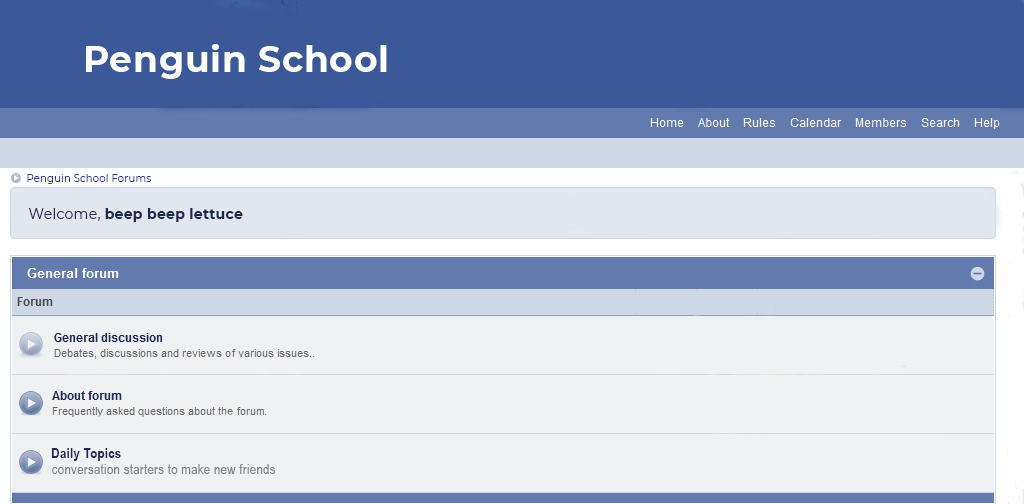 Penguin School
Home About Rules Calendar Members Search Help
Penguin School Forums
Welcome, beep beep lettuce
General forum
Forum
General discussion
Debates, discussions and reviews of various issues..
About forum
Frequently asked questions about the forum.
Daily Topics
conversation starters to make new friends